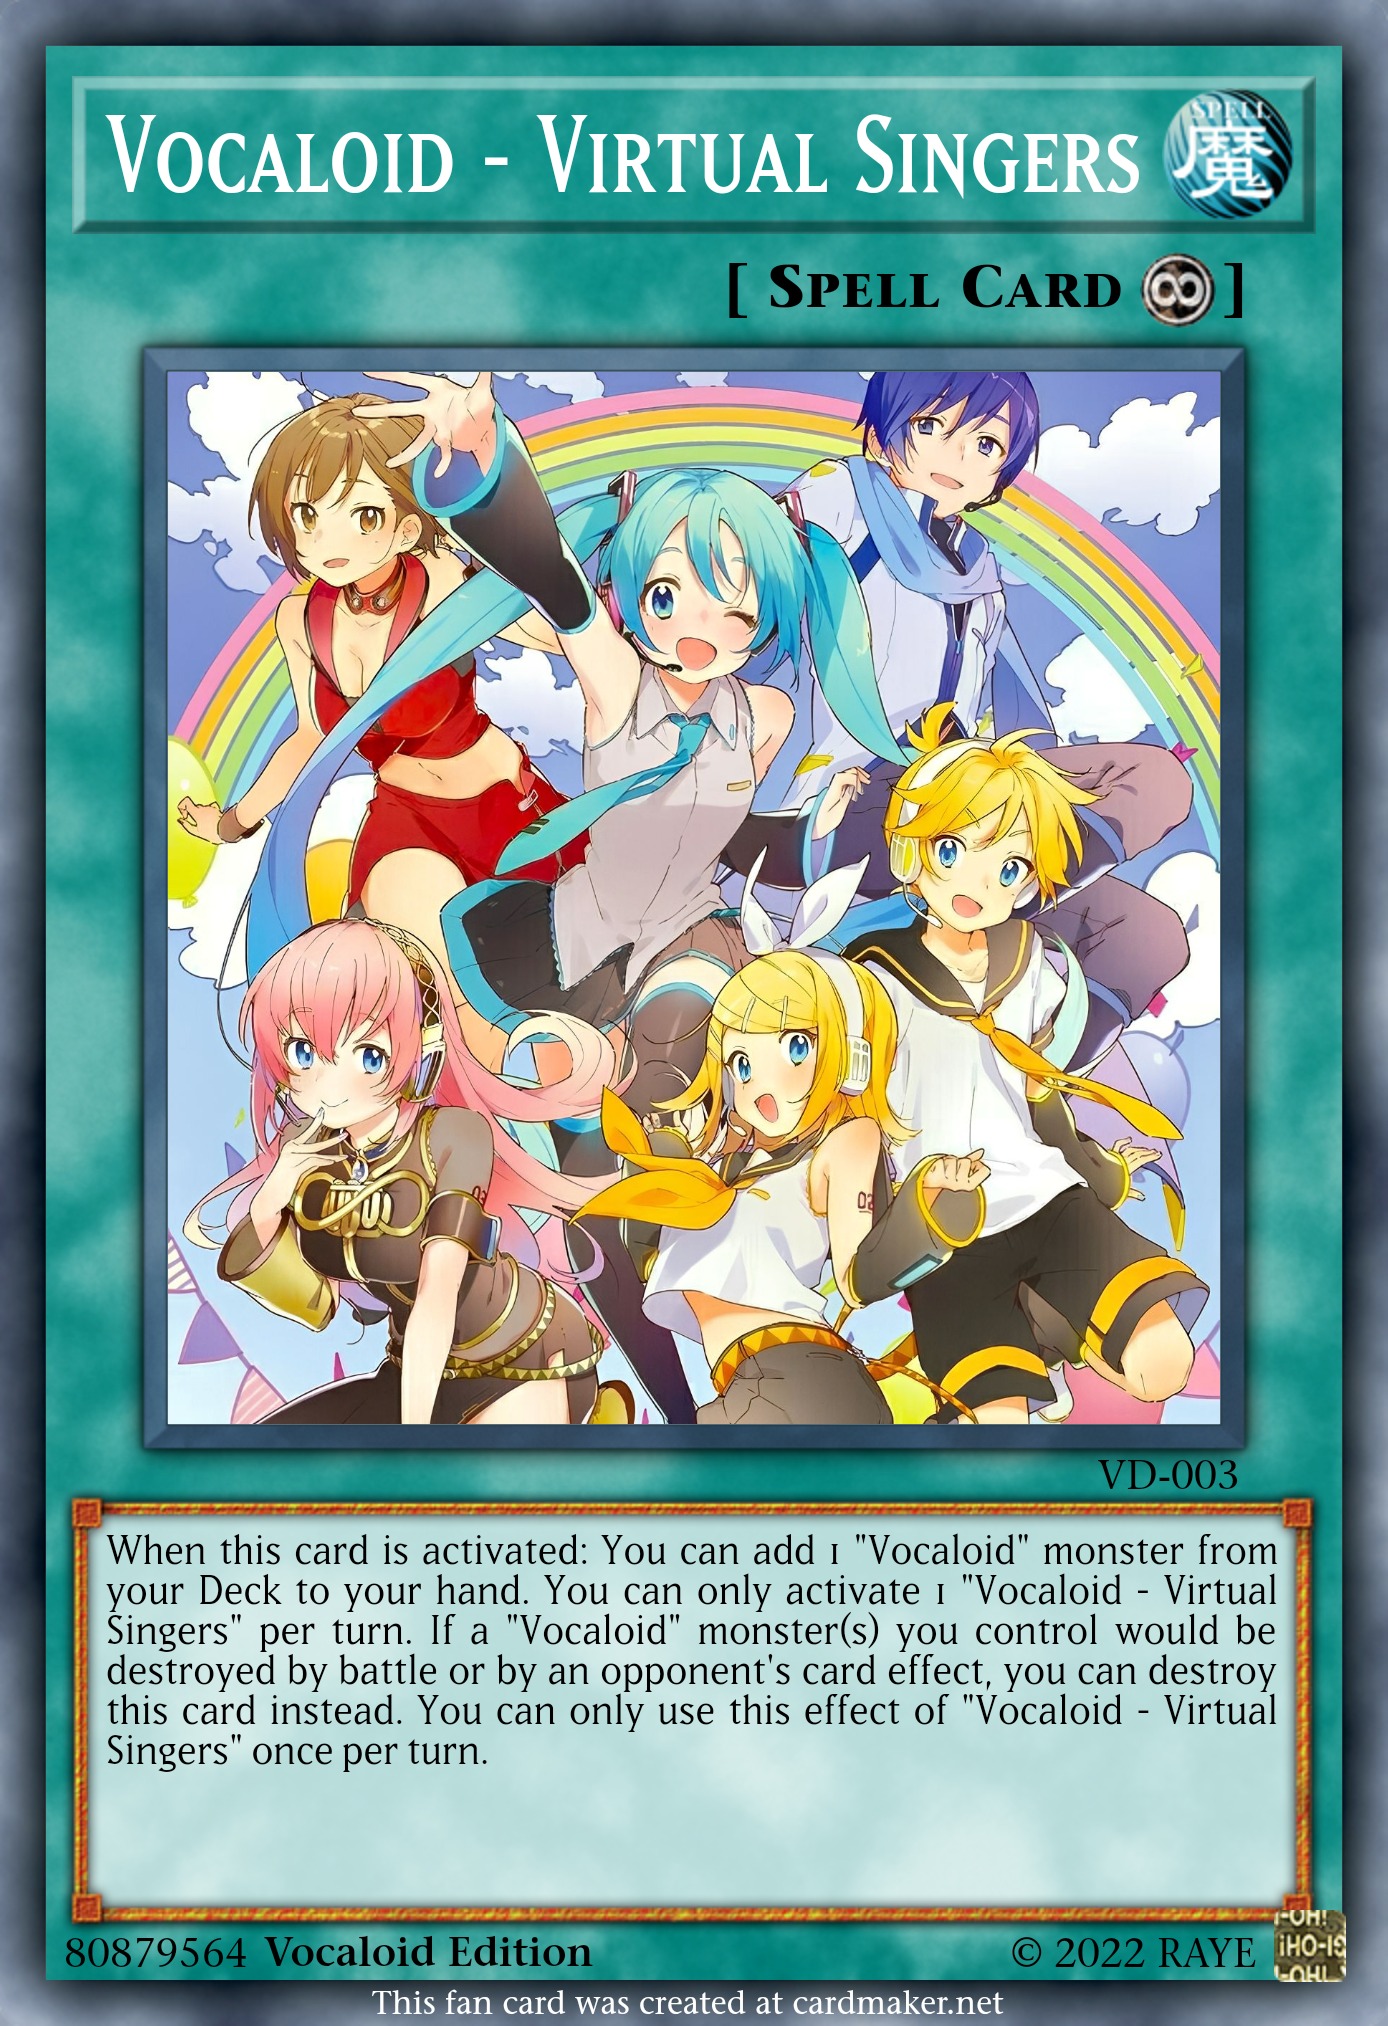 Vocaloid - Virtual Singers
SPELL
魔
[ Spell Card ]
02
VD-003
When this card is activated: You can add 1 "Vocaloid" monster from
your Deck to your hand. You can only activate 1 "Vocaloid - Virtual
Singers" per turn. If a "Vocaloid" monster(s) you control would be
destroyed by battle or by an opponent's card effect, you can destroy
this card instead. You can only use this effect of "Vocaloid - Virtual
Singers" once per turn.
80879564 Vocaloid Edition
© 2022 RAYE
This fan card was created at cardmaker.net